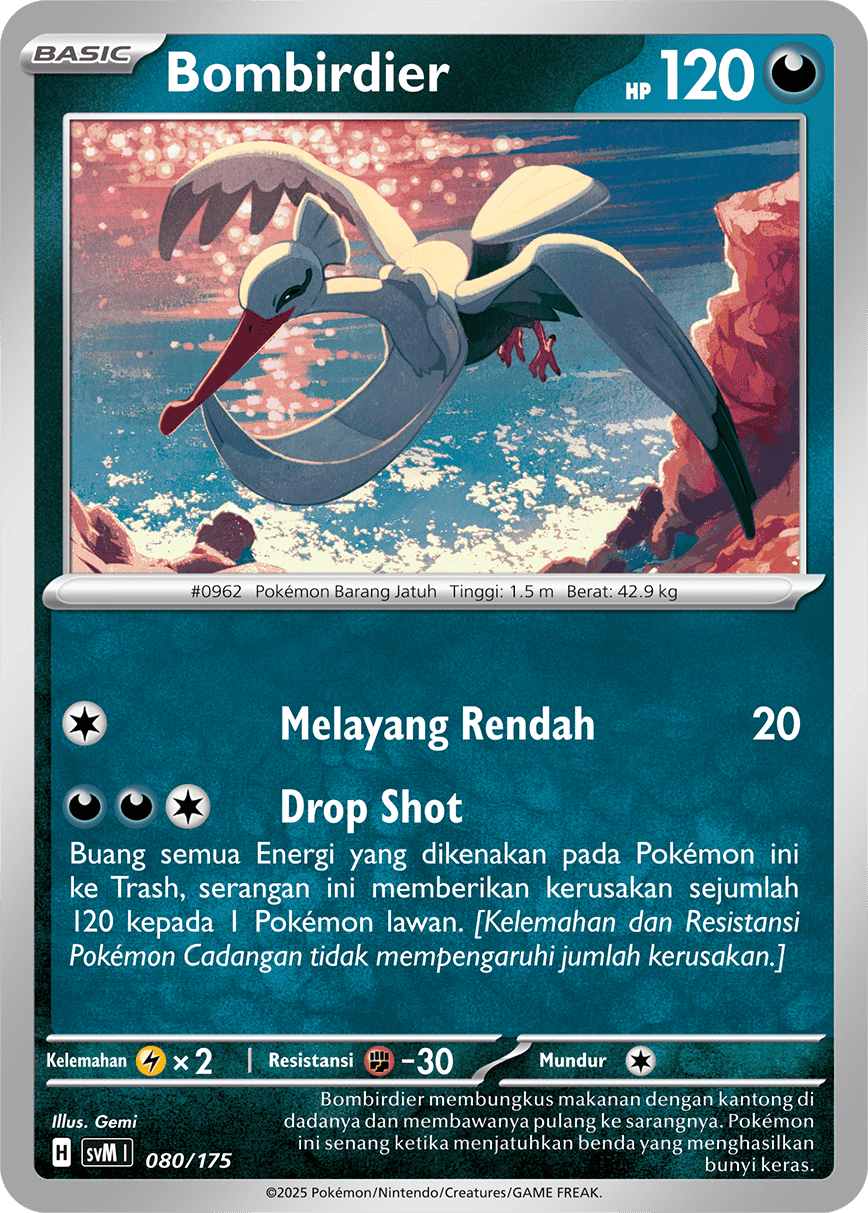 BASIC
Bombirdier
HP 120
#0962 Pokémon Barang Jatuh Tinggi: 1.5 m Berat: 42.9 kg
Melayang Rendah 20
Drop Shot
Buang semua Energi yang dikenakan pada Pokémon ini
ke Trash, serangan ini memberikan kerusakan sejumlah
120 kepada 1 Pokémon lawan. [Kelemahan dan Resistansi
Pokémon Cadangan tidak mempengaruhi jumlah kerusakan.]
Kelemahan ×2 | Resistansi -30 Mundur
Bombirdier membungkus makanan dengan kantong di
dadanya dan membawanya pulang ke sarangnya. Pokémon
ini senang ketika menjatuhkan benda yang menghasilkan
bunyi keras.
Illus. Gemi
H svM I 080/175
©2025 Pokémon/Nintendo/Creatures/GAME FREAK.